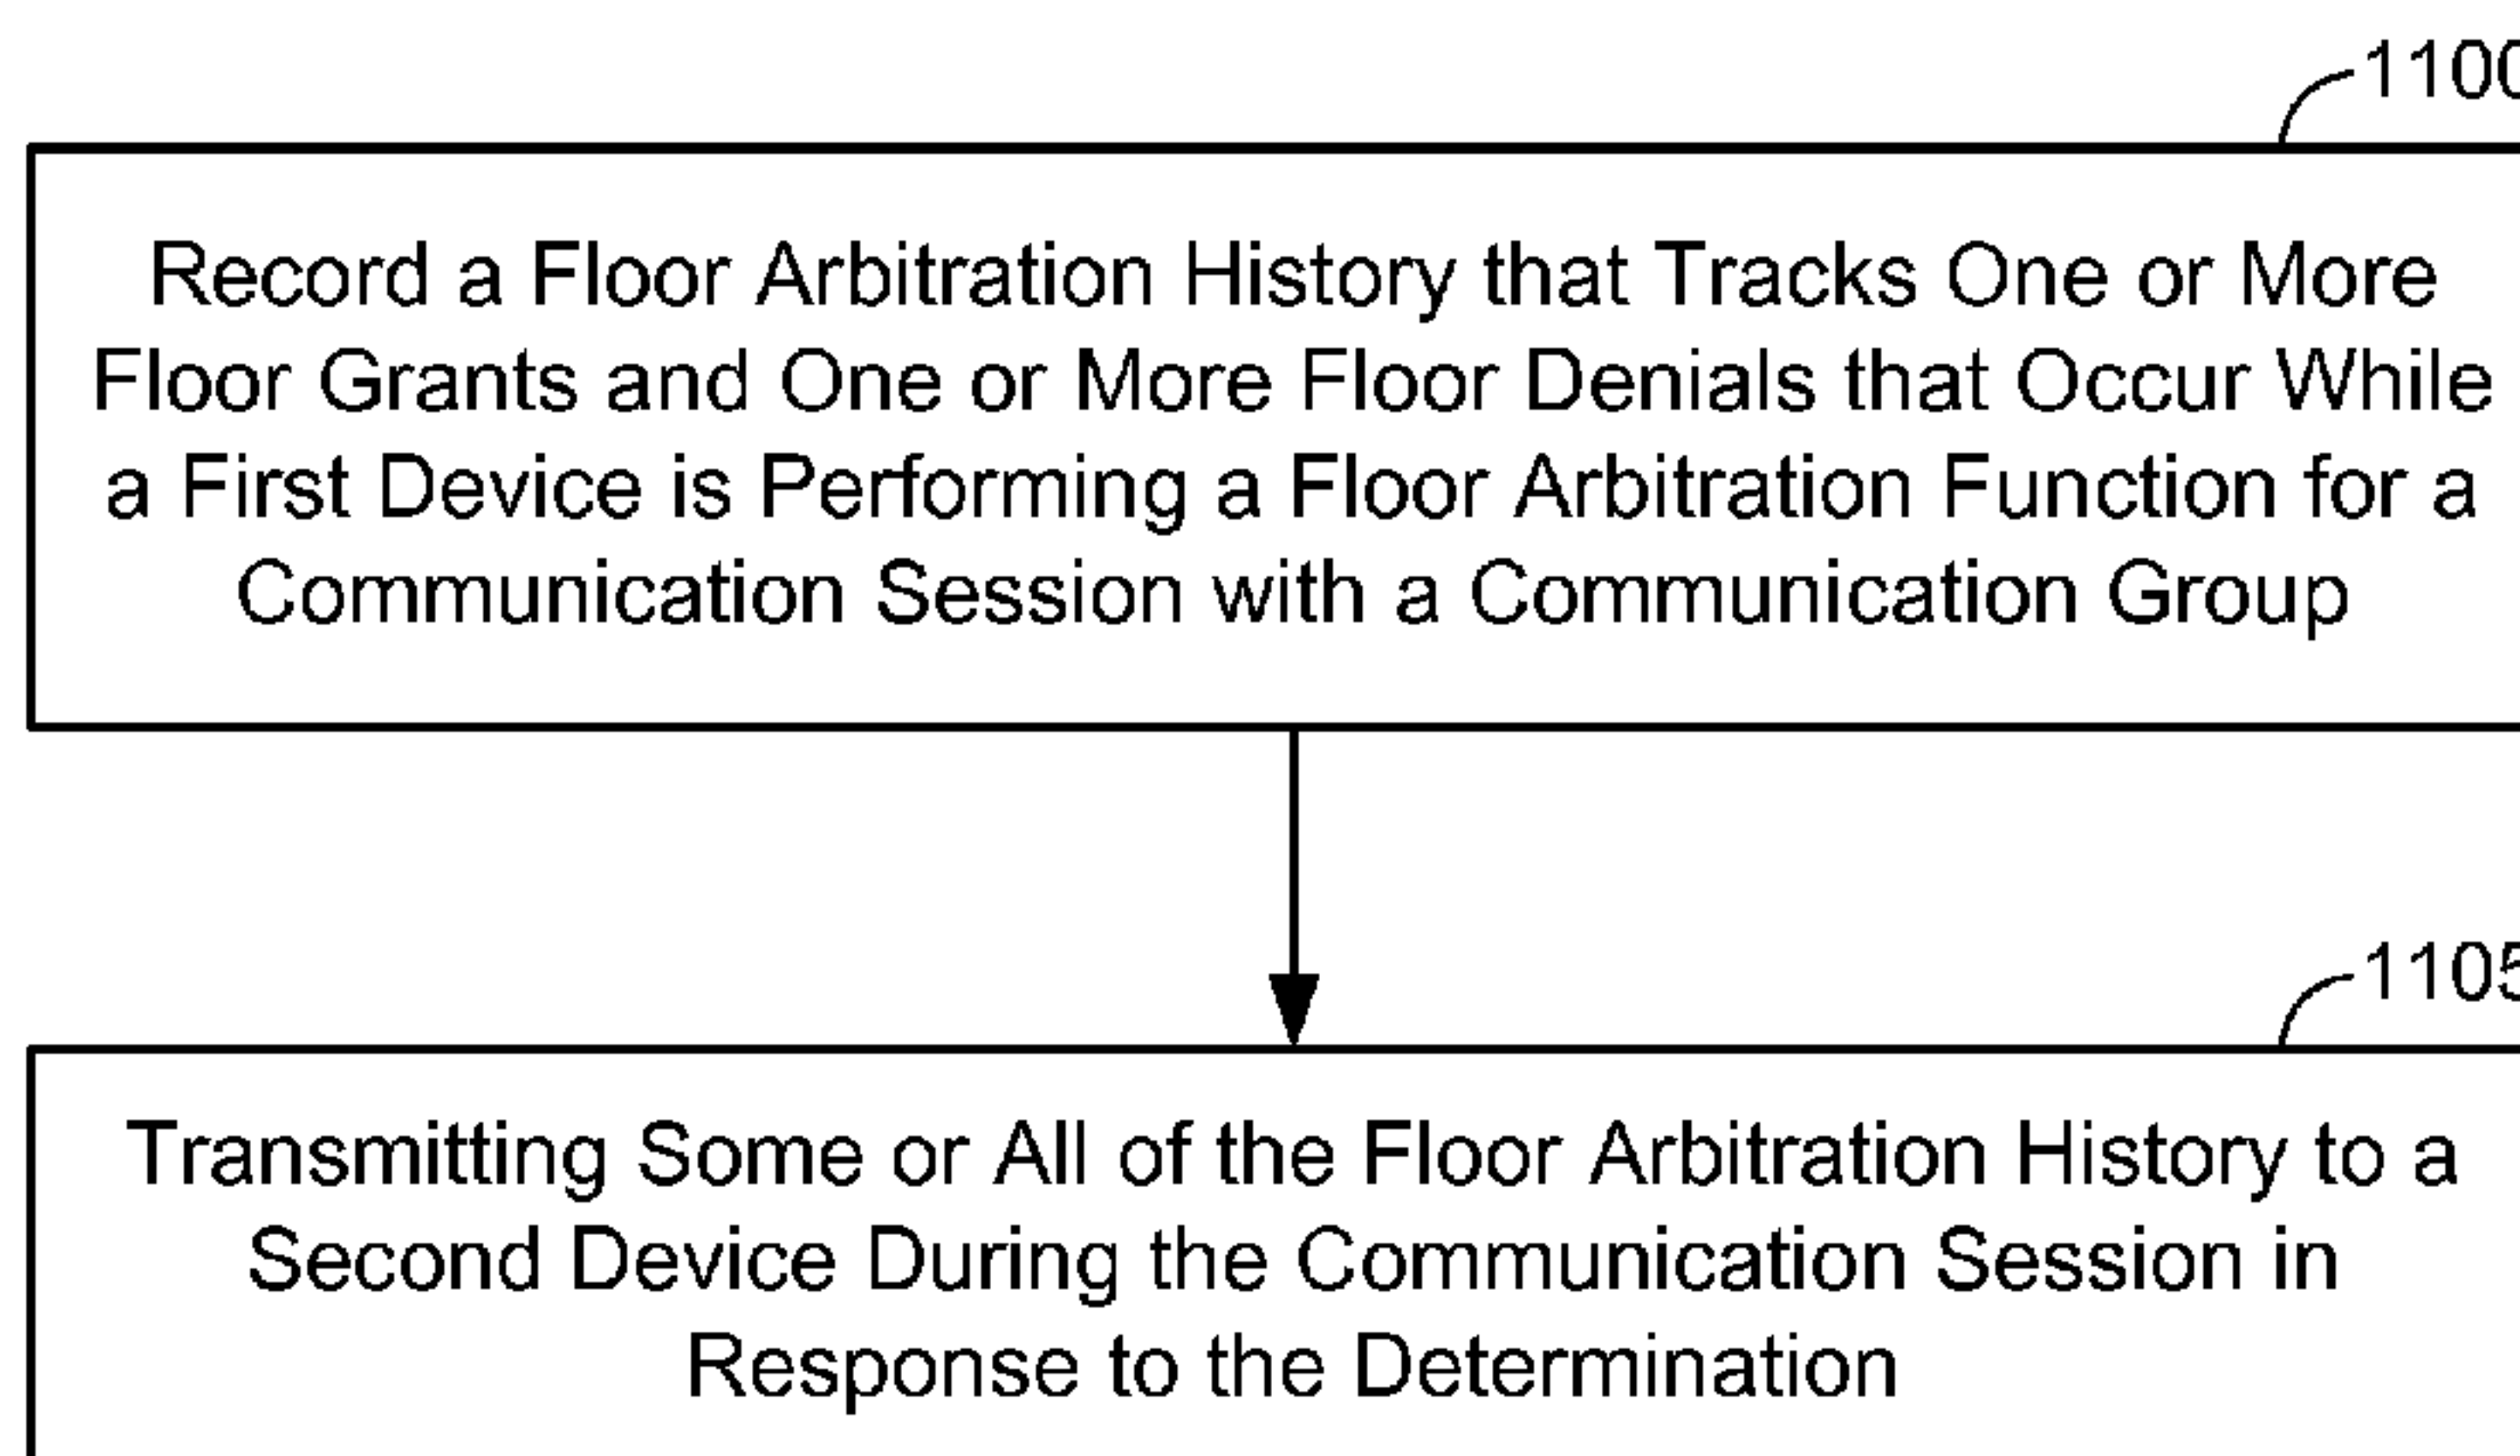 1100
Record a Floor Arbitration History that Tracks One or More
Floor Grants and One or More Floor Denials that Occur While
a First Device is Performing a Floor Arbitration Function for a
Communication Session with a Communication Group
1105
Transmitting Some or All of the Floor Arbitration History to a
Second Device During the Communication Session in
Response to the Determination